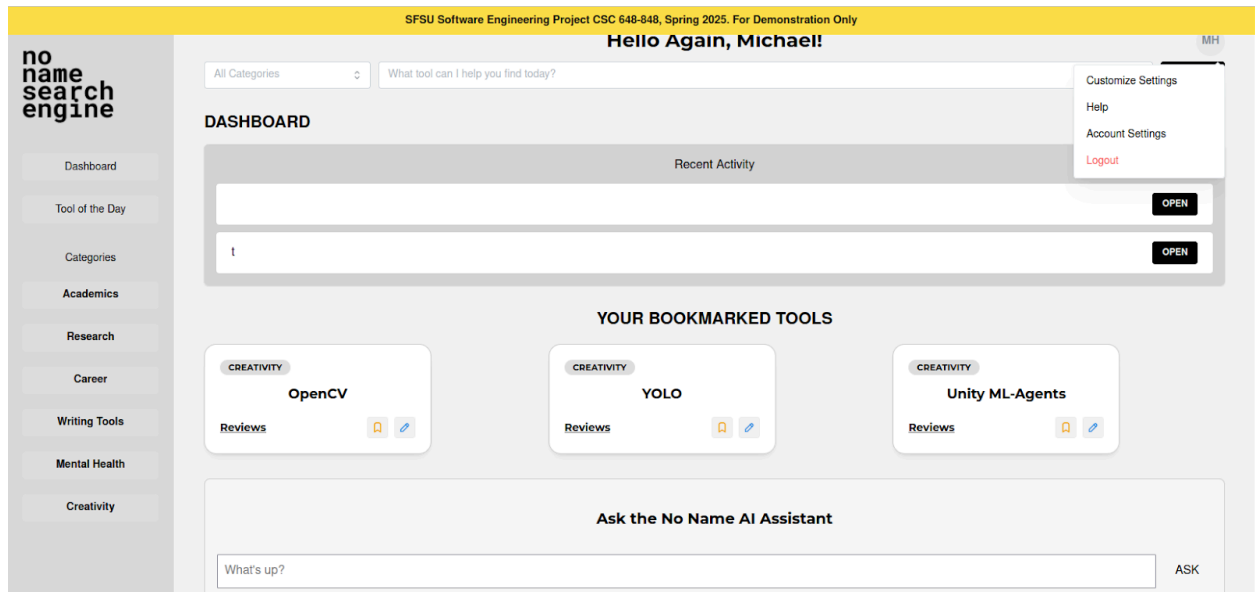 SFSU Software Engineering Project CSC 648-848, Spring 2025. For Demonstration Only
no
name
search
engine
Dashboard
Tool of the Day
Categories
Academics
Research
Career
Writing Tools
Mental Health
Creativity
Hello Again, Michael!
MH
All Categories
What tool can I help you find today?
Customize Settings
Help
Account Settings
Logout
DASHBOARD
Recent Activity
OPEN
t
OPEN
YOUR BOOKMARKED TOOLS
CREATIVITY
OpenCV
Reviews
CREATIVITY
YOLO
Reviews
CREATIVITY
Unity ML-Agents
Reviews
Ask the No Name AI Assistant
What's up?
ASK